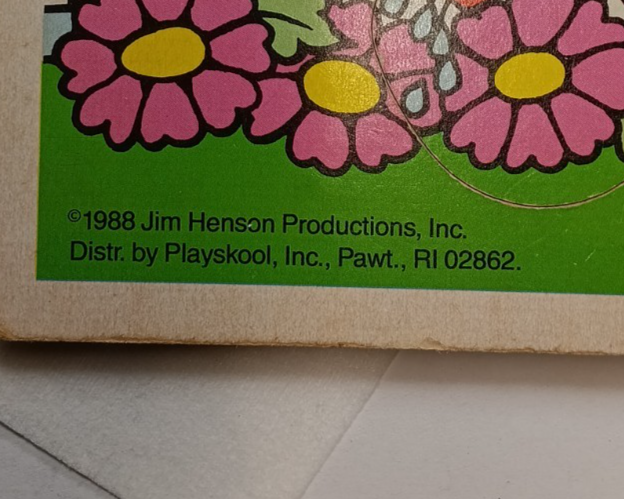 ©1988 Jim Henson Productions, Inc.
Distr. by Playskool, Inc., Pawt., RI 02862.